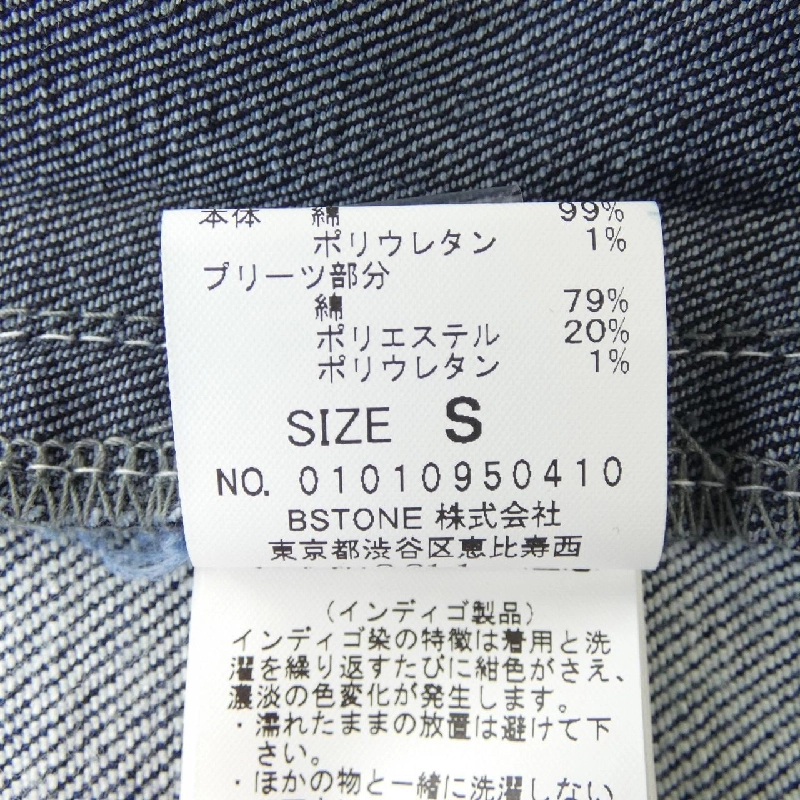 本体 綿 99%
ポリウレタン 1%
プリーツ部分
綿 79%
ポリエステル 20%
ポリウレタン 1%
SIZE S
NO. 01010950410
BSTONE 株式会社
東京都渋谷区恵比寿西
(インディゴ製品)
インディゴ染の特徴は着用と洗
濯を繰り返すたびに紺色がさえ、
濃淡の色変化が発生します。
・濡れたままの放置は避けて下
さい。
・ほかの物と一緒に洗濯しない